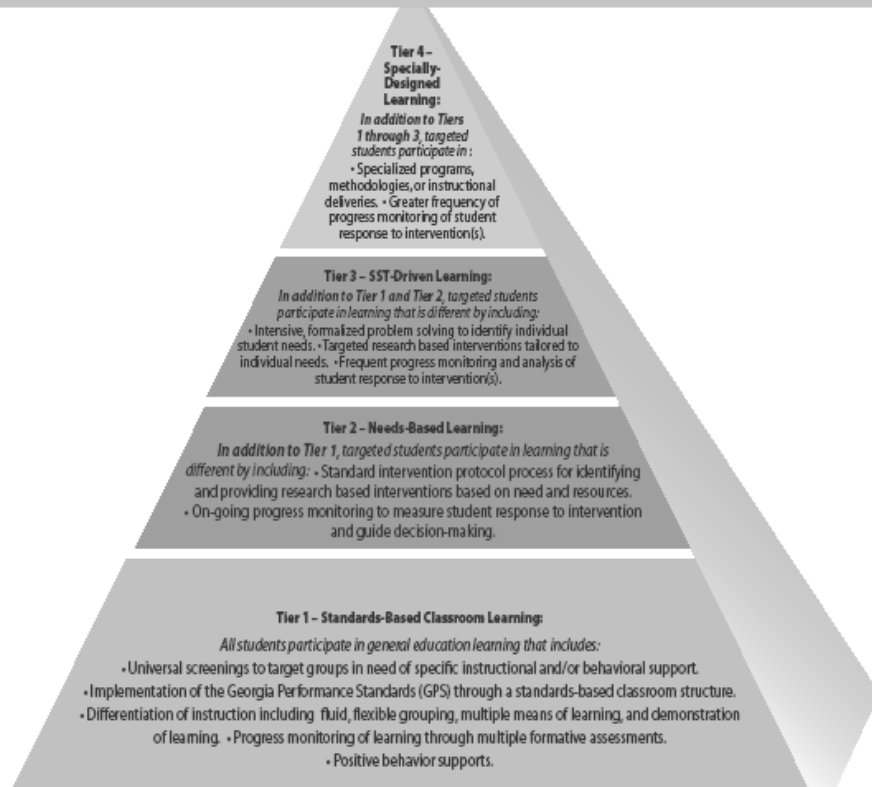 Tier 4 –
Specially-
Designed
Learning:
In addition to Tiers
1 through 3, targeted
students participate in :
• Specialized programs,
methodologies, or instructional
deliveries. • Greater frequency of
progress monitoring of student
response to intervention(s).
Tier 3 – SST-Driven Learning:
In addition to Tier 1 and Tier 2, targeted students
participate in learning that is different by including:
• Intensive, formalized problem solving to identify individual
student needs. • Targeted research based interventions tailored to
individual needs. • Frequent progress monitoring and analysis of
student response to intervention(s).
Tier 2 – Needs-Based Learning:
In addition to Tier 1, targeted students participate in learning that is
different by including: • Standard intervention protocol process for identifying
and providing research based interventions based on need and resources.
• On-going progress monitoring to measure student response to intervention
and guide decision-making.
Tier 1 – Standards-Based Classroom Learning:
All students participate in general education learning that includes:
• Universal screenings to target groups in need of specific instructional and/or behavioral support.
• Implementation of the Georgia Performance Standards (GPS) through a standards-based classroom structure.
• Differentiation of instruction including fluid, flexible grouping, multiple means of learning, and demonstration
of learning. • Progress monitoring of learning through multiple formative assessments.
• Positive behavior supports.